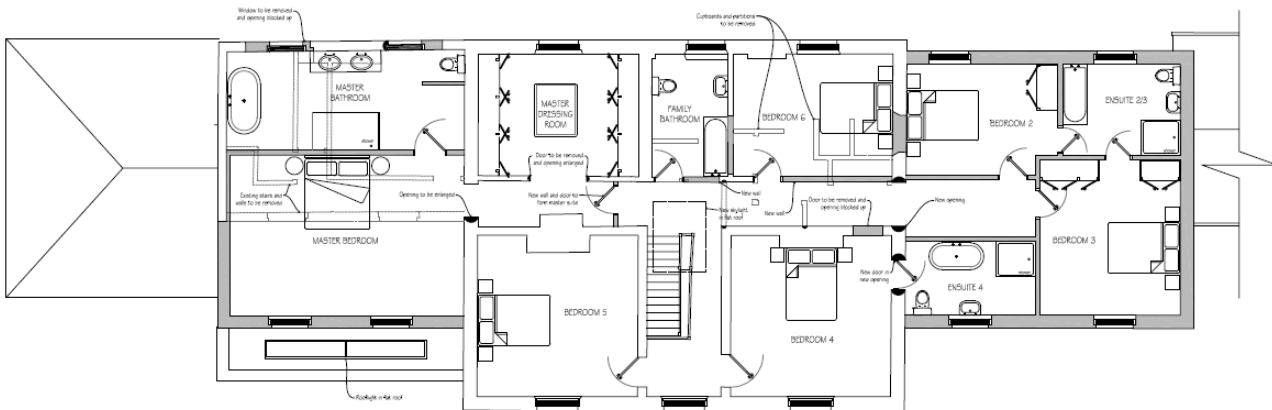 Window to be removed
and opening blocked up
Cupboards and partitions
to be removed
MASTER
BATHROOM
SHOWER
MASTER
DRESSING
ROOM
FAMILY
BATHROOM
BEDROOM 6
BEDROOM 2
ENSUITE 2/3
SHOWER
Door to be removed
and opening enlarged
Existing stairs and
walls to be removed
Opening to be enlarged
New wall and door to
form master suite
New skylight
in flat roof
New wall
New wall
Door to be removed and
opening blocked up
New opening
MASTER BEDROOM
BEDROOM 3
New door in
new opening
ENSUITE 4
SHOWER
BEDROOM 5
BEDROOM 4
Rooflight in flat roof